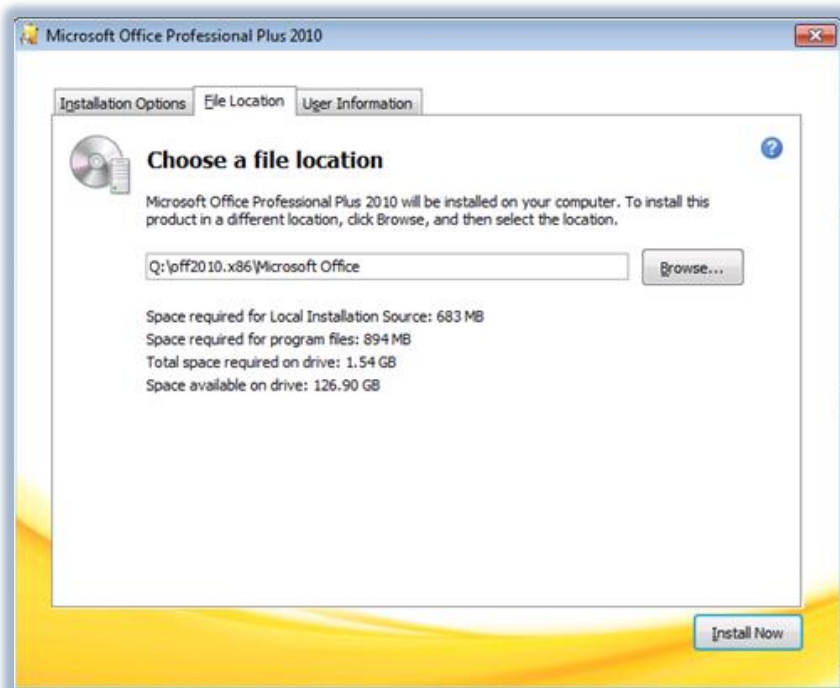 Microsoft Office Professional Plus 2010
Installation Options File Location User Information
Choose a file location
Microsoft Office Professional Plus 2010 will be installed on your computer. To install this
product in a different location, click Browse, and then select the location.
Q:\off2010.x86\Microsoft Office Browse...
Space required for Local Installation Source: 683 MB
Space required for program files: 894 MB
Total space required on drive: 1.54 GB
Space available on drive: 126.90 GB
Install Now